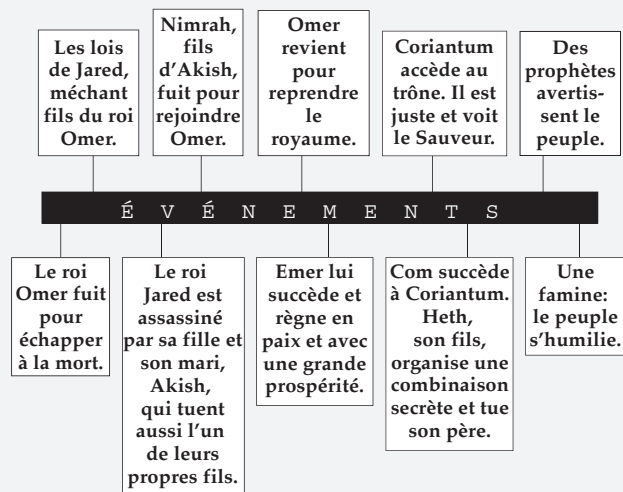 Les lois
de Jared,
méchant
fils du roi
Omer.
Nimrah,
fils
d'Akish,
fuit pour
rejoindre
Omer.
Omer
revient
pour
reprendre
le
royaume.
Coriantum
accède au
trône. Il est
juste et voit
le Sauveur.
Des
prophètes
avertis-
sent le
peuple.
ÉVÉNEMENTS
Le roi
Omer fuit
pour
échapper
à la mort.
Le roi
Jared est
assassiné
par sa fille et
son mari,
Akish,
qui tuent
aussi l'un
de leurs
propres fils.
Emer lui
succède et
règne en
paix et avec
une grande
prospérité.
Com succède
à Coriantum.
Heth,
son fils,
organise une
combinaison
secrète et tue
son père.
Une
famine:
le peuple
s'humilie.